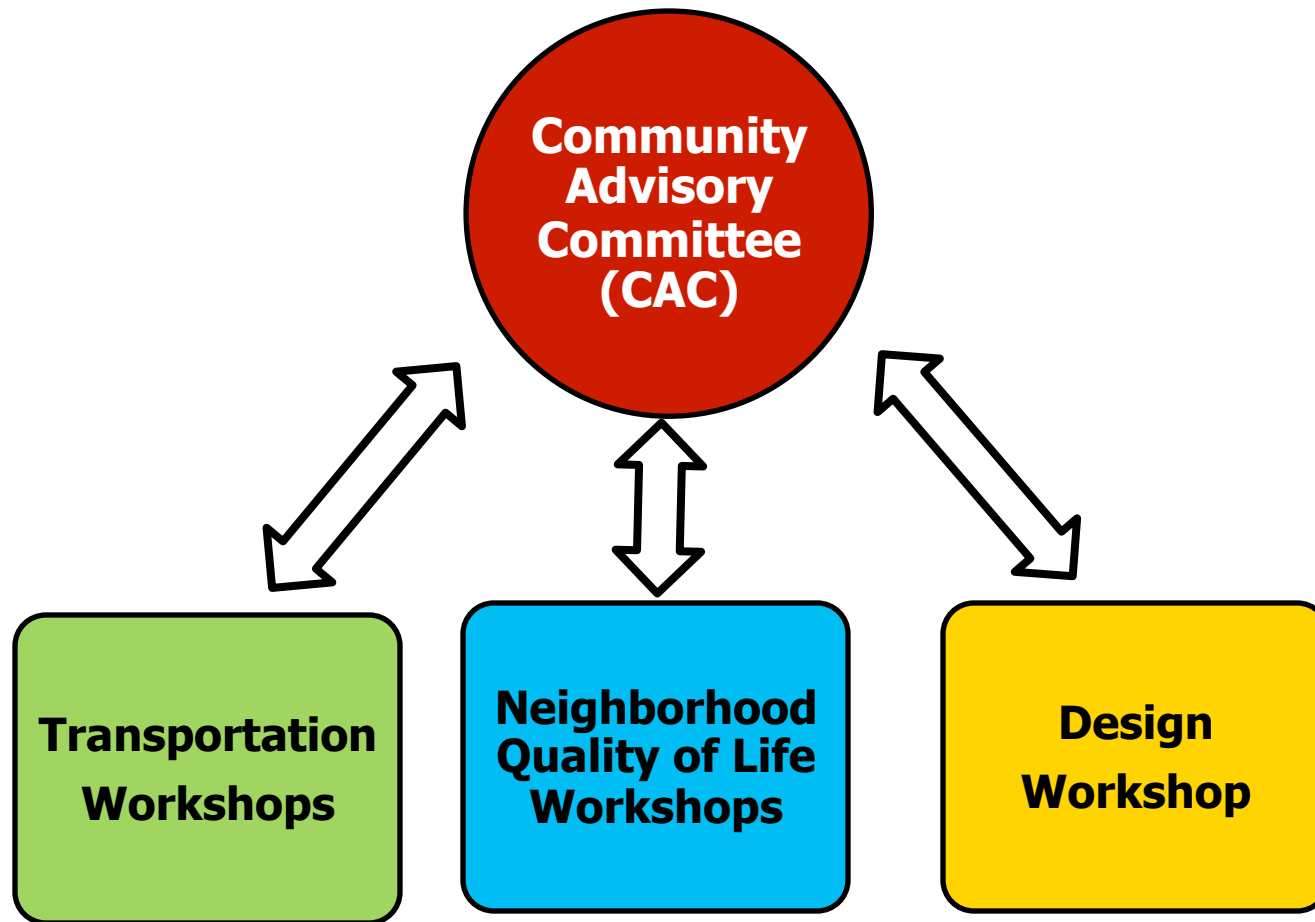 Community
Advisory
Committee
(CAC)
Transportation
Workshops
Neighborhood
Quality of Life
Workshops
Design
Workshop